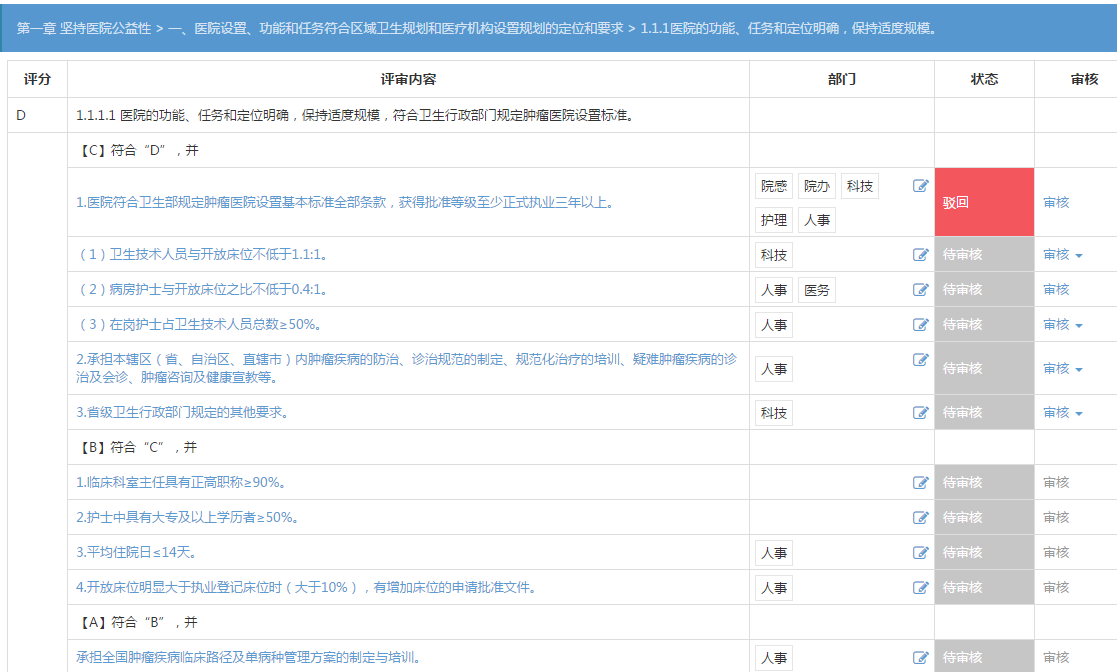 第一章 坚持医院公益性 > 一、医院设置、功能和任务符合区域卫生规划和医疗机构设置规划的定位和要求 > 1.1.1医院的功能、任务和定位明确，保持适度规模。
评分 评审内容 部门 状态 审核
D 1.1.1.1 医院的功能、任务和定位明确，保持适度规模，符合卫生行政部门规定肿瘤医院设置标准。
【C】符合“D”，并
1.医院符合卫生部规定肿瘤医院设置基本标准全部条款，获得批准等级至少正式执业三年以上。 院感 院办 科技 驳回 审核
护理 人事
（1）卫生技术人员与开放床位不低于1.1:1。 科技 待审核 审核
（2）病房护士与开放床位之比不低于0.4:1。 人事 医务 待审核 审核
（3）在岗护士占卫生技术人员总数≥50%。 人事 待审核 审核
2.承担本辖区（省、自治区、直辖市）内肿瘤疾病的防治、诊治规范的制定、规范化治疗的培训、疑难肿瘤疾病的诊
治及会诊、肿瘤咨询及健康宣教等。 人事 待审核 审核
3.省级卫生行政部门规定的其他要求。 科技 待审核 审核
【B】符合“C”，并
1.临床科室主任具有正高职称≥90%。 待审核 审核
2.护士中具有大专及以上学历者≥50%。 待审核 审核
3.平均住院日≤14天。 人事 待审核 审核
4.开放床位明显大于执业登记床位时（大于10%），有增加床位的申请批准文件。 人事 待审核 审核
【A】符合“B”，并
承担全国肿瘤疾病临床路径及单病种管理方案的制定与培训。 人事 待审核 审核